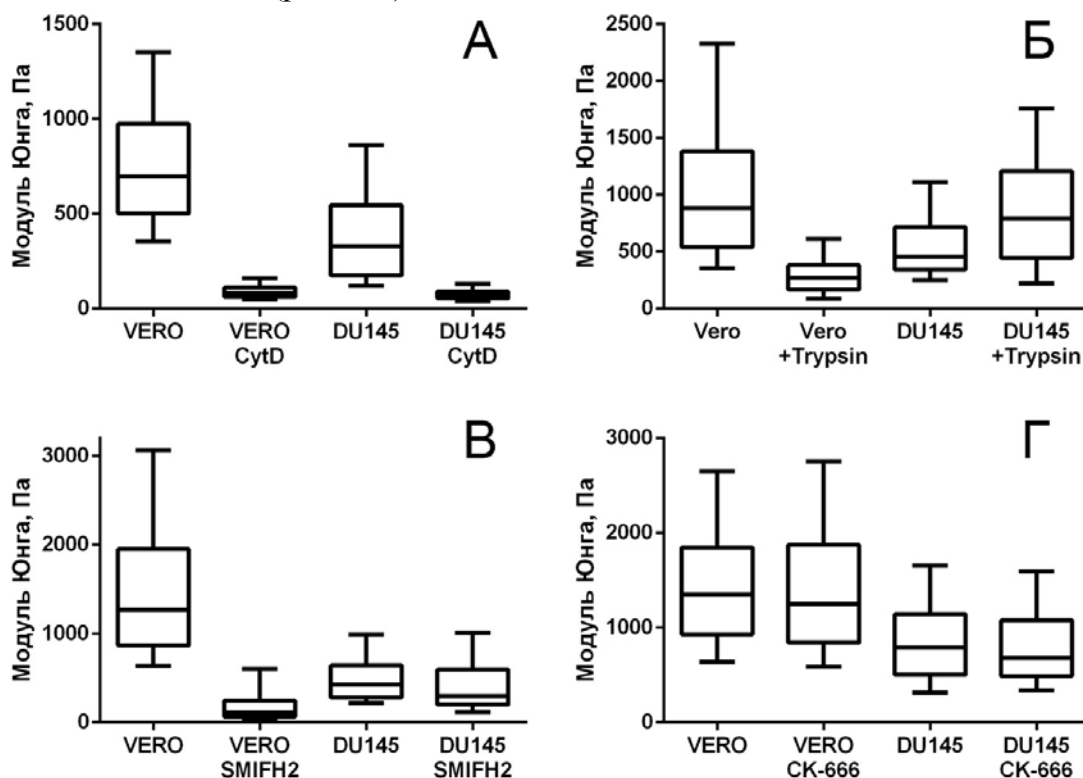 А
Модуль Юнга, Па
1500
1000
500
0
VERO
VERO
CytD
DU145
DU145
CytD
Б
Модуль Юнга, Па
2500
2000
1500
1000
500
0
Vero
Vero
+Trypsin
DU145
DU145
+Trypsin
В
Модуль Юнга, Па
3000
2000
1000
0
VERO
VERO
SMIFH2
DU145
DU145
SMIFH2
Г
Модуль Юнга, Па
3000
2000
1000
0
VERO
VERO
CK-666
DU145
DU145
CK-666